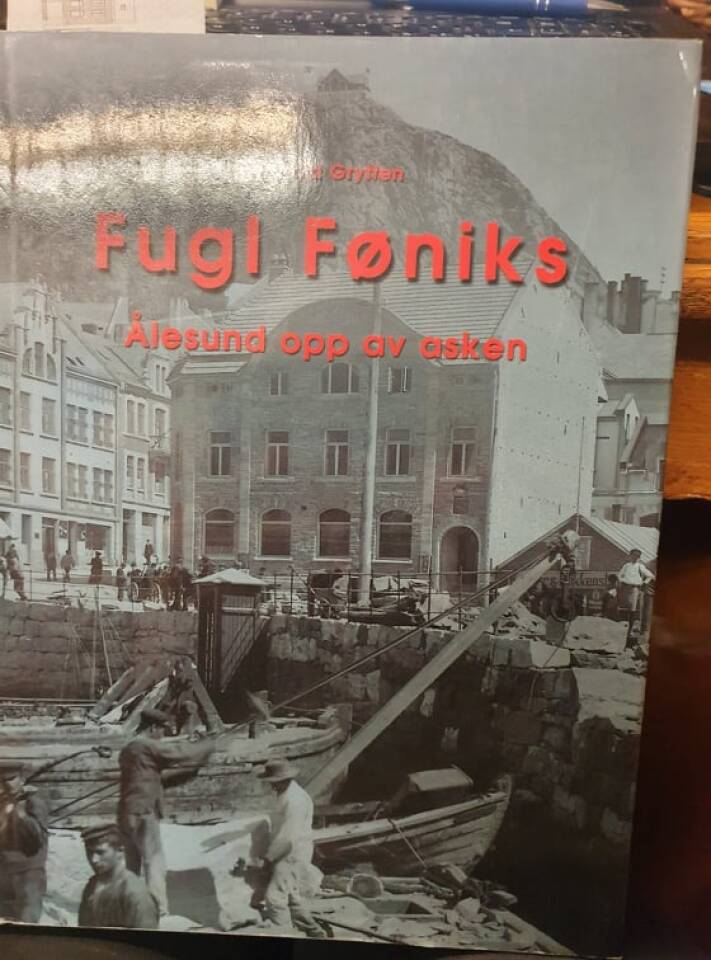 Grytten
Fugl Føniks
Ålesund opp av asken